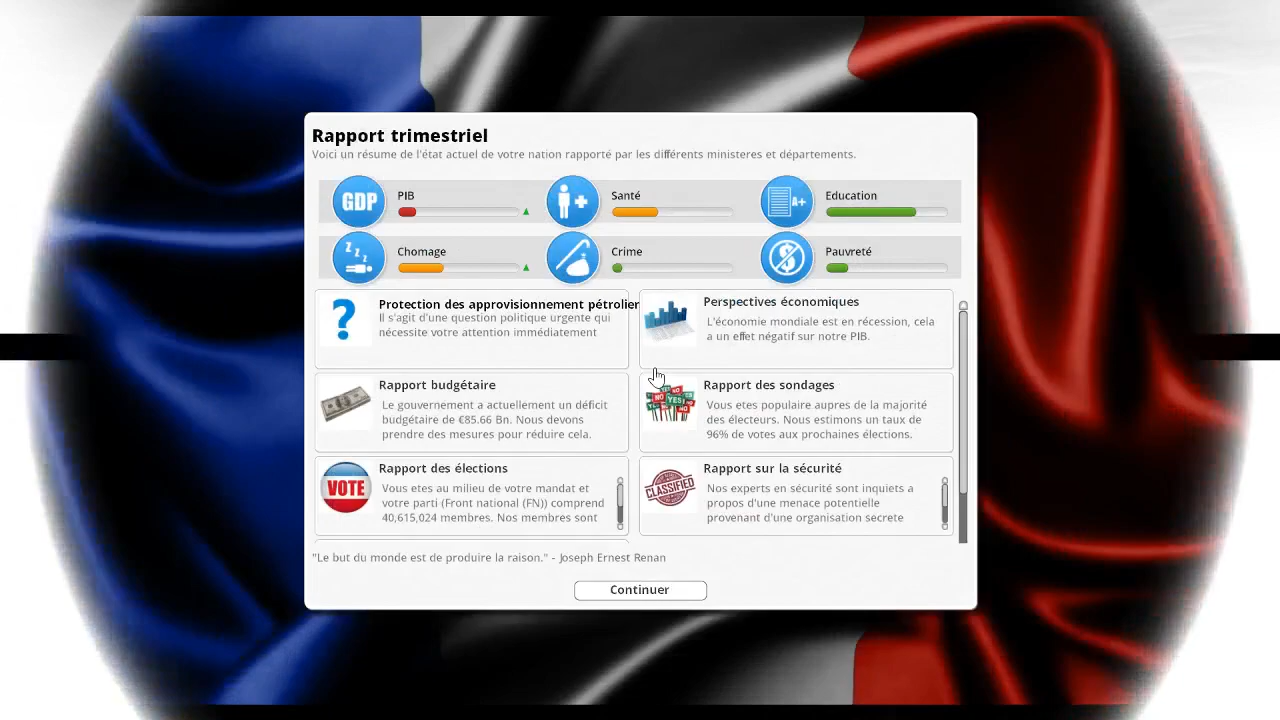 Rapport trimestriel
Voici un résume de l'état actuel de votre nation rapporté par les différents ministeres et départements.
GDP
PIB
Santé
A+
Education
Z Z Z
Chomage
Crime
$
Pauvreté
?
Protection des approvisionnement pétrolier
Il s'agit d'une question politique urgente qui
nécessite votre attention immédiatement
Perspectives économiques
L'économie mondiale est en récession, cela
a un effet négatif sur notre PIB.
Rapport budgétaire
Le gouvernement a actuellement un déficit
budgétaire de €85.66 Bn. Nous devons
prendre des mesures pour réduire cela.
NO
YES!
NO
Rapport des sondages
Vous etes populaire aupres de la majorité
des électeurs. Nous estimons un taux de
96% de votes aux prochaines élections.
VOTE
Rapport des élections
Vous etes au milieu de votre mandat et
votre parti (Front national (FN)) comprend
40,615,024 membres. Nos membres sont
CLASSIFIED
Rapport sur la sécurité
Nos experts en sécurité sont inquiets a
propos d'une menace potentielle
provenant d'une organisation secrete
"Le but du monde est de produire la raison." - Joseph Ernest Renan
Continuer